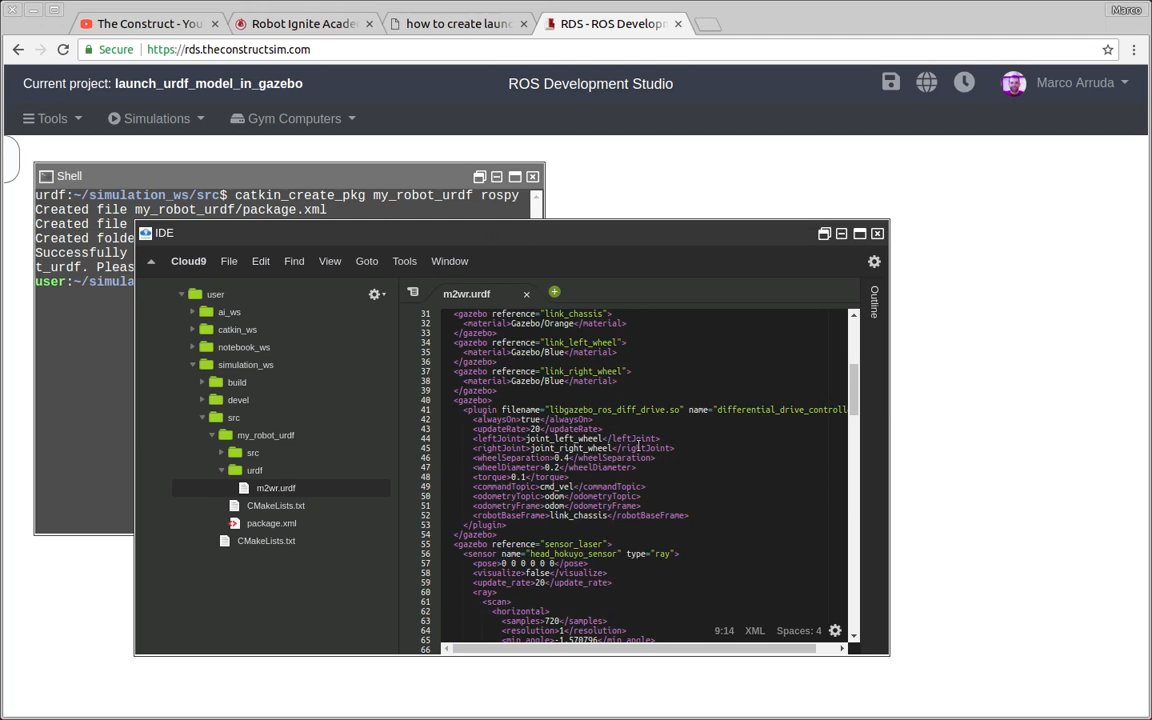 Marco
The Construct - You
Robot Ignite Acade
how to create laun
RDS - ROS Develop
Secure
https://rds.theconstructsim.com
Current project: launch_urdf_model_in_gazebo
ROS Development Studio
Marco Arruda
Tools
Simulations
Gym Computers
Shell
urdf:~/simulation_ws/src$ catkin_create_pkg my_robot_urdf rospy
Created file my_robot_urdf/package.xml
Created file
Created folde
Successfully
t_urdf. Pleas
user:~/simula
IDE
Cloud9 File Edit Find View Goto Tools Window
user
ai_ws
catkin_ws
notebook_ws
simulation_ws
build
devel
src
my_robot_urdf
src
urdf
m2wr.urdf
CMakeLists.txt
package.xml
CMakeLists.txt
m2wr.urdf
Outline
31 <gazebo reference="link_chassis">
32 <material>Gazebo/Orange</material>
33 </gazebo>
34 <gazebo reference="link_left_wheel">
35 <material>Gazebo/Blue</material>
36 </gazebo>
37 <gazebo reference="link_right_wheel">
38 <material>Gazebo/Blue</material>
39 </gazebo>
40 <gazebo>
41 <plugin filename="libgazebo_ros_diff_drive.so" name="differential_drive_controll
42 <alwaysOn>true</alwaysOn>
43 <updateRate>20</updateRate>
44 <leftJoint>joint_left_wheel</leftJoint>
45 <rightJoint>joint_right_wheel</rightJoint>
46 <wheelSeparation>0.4</wheelSeparation>
47 <wheelDiameter>0.2</wheelDiameter>
48 <torque>0.1</torque>
49 <commandTopic>cmd_vel</commandTopic>
50 <odometryTopic>odom</odometryTopic>
51 <odometryFrame>odom</odometryFrame>
52 <robotBaseFrame>link_chassis</robotBaseFrame>
53 </plugin>
54 </gazebo>
55 <gazebo reference="sensor_laser">
56 <sensor name="head_hokuyo_sensor" type="ray">
57 <pose>0 0 0 0 0 0</pose>
58 <visualize>false</visualize>
59 <update_rate>20</update_rate>
60 <ray>
61 <scan>
62 <horizontal>
63 <samples>720</samples>
64 <resolution>1</resolution>
65 <min_angle>-1.570796</min_angle>
66
9:14 XML Spaces: 4